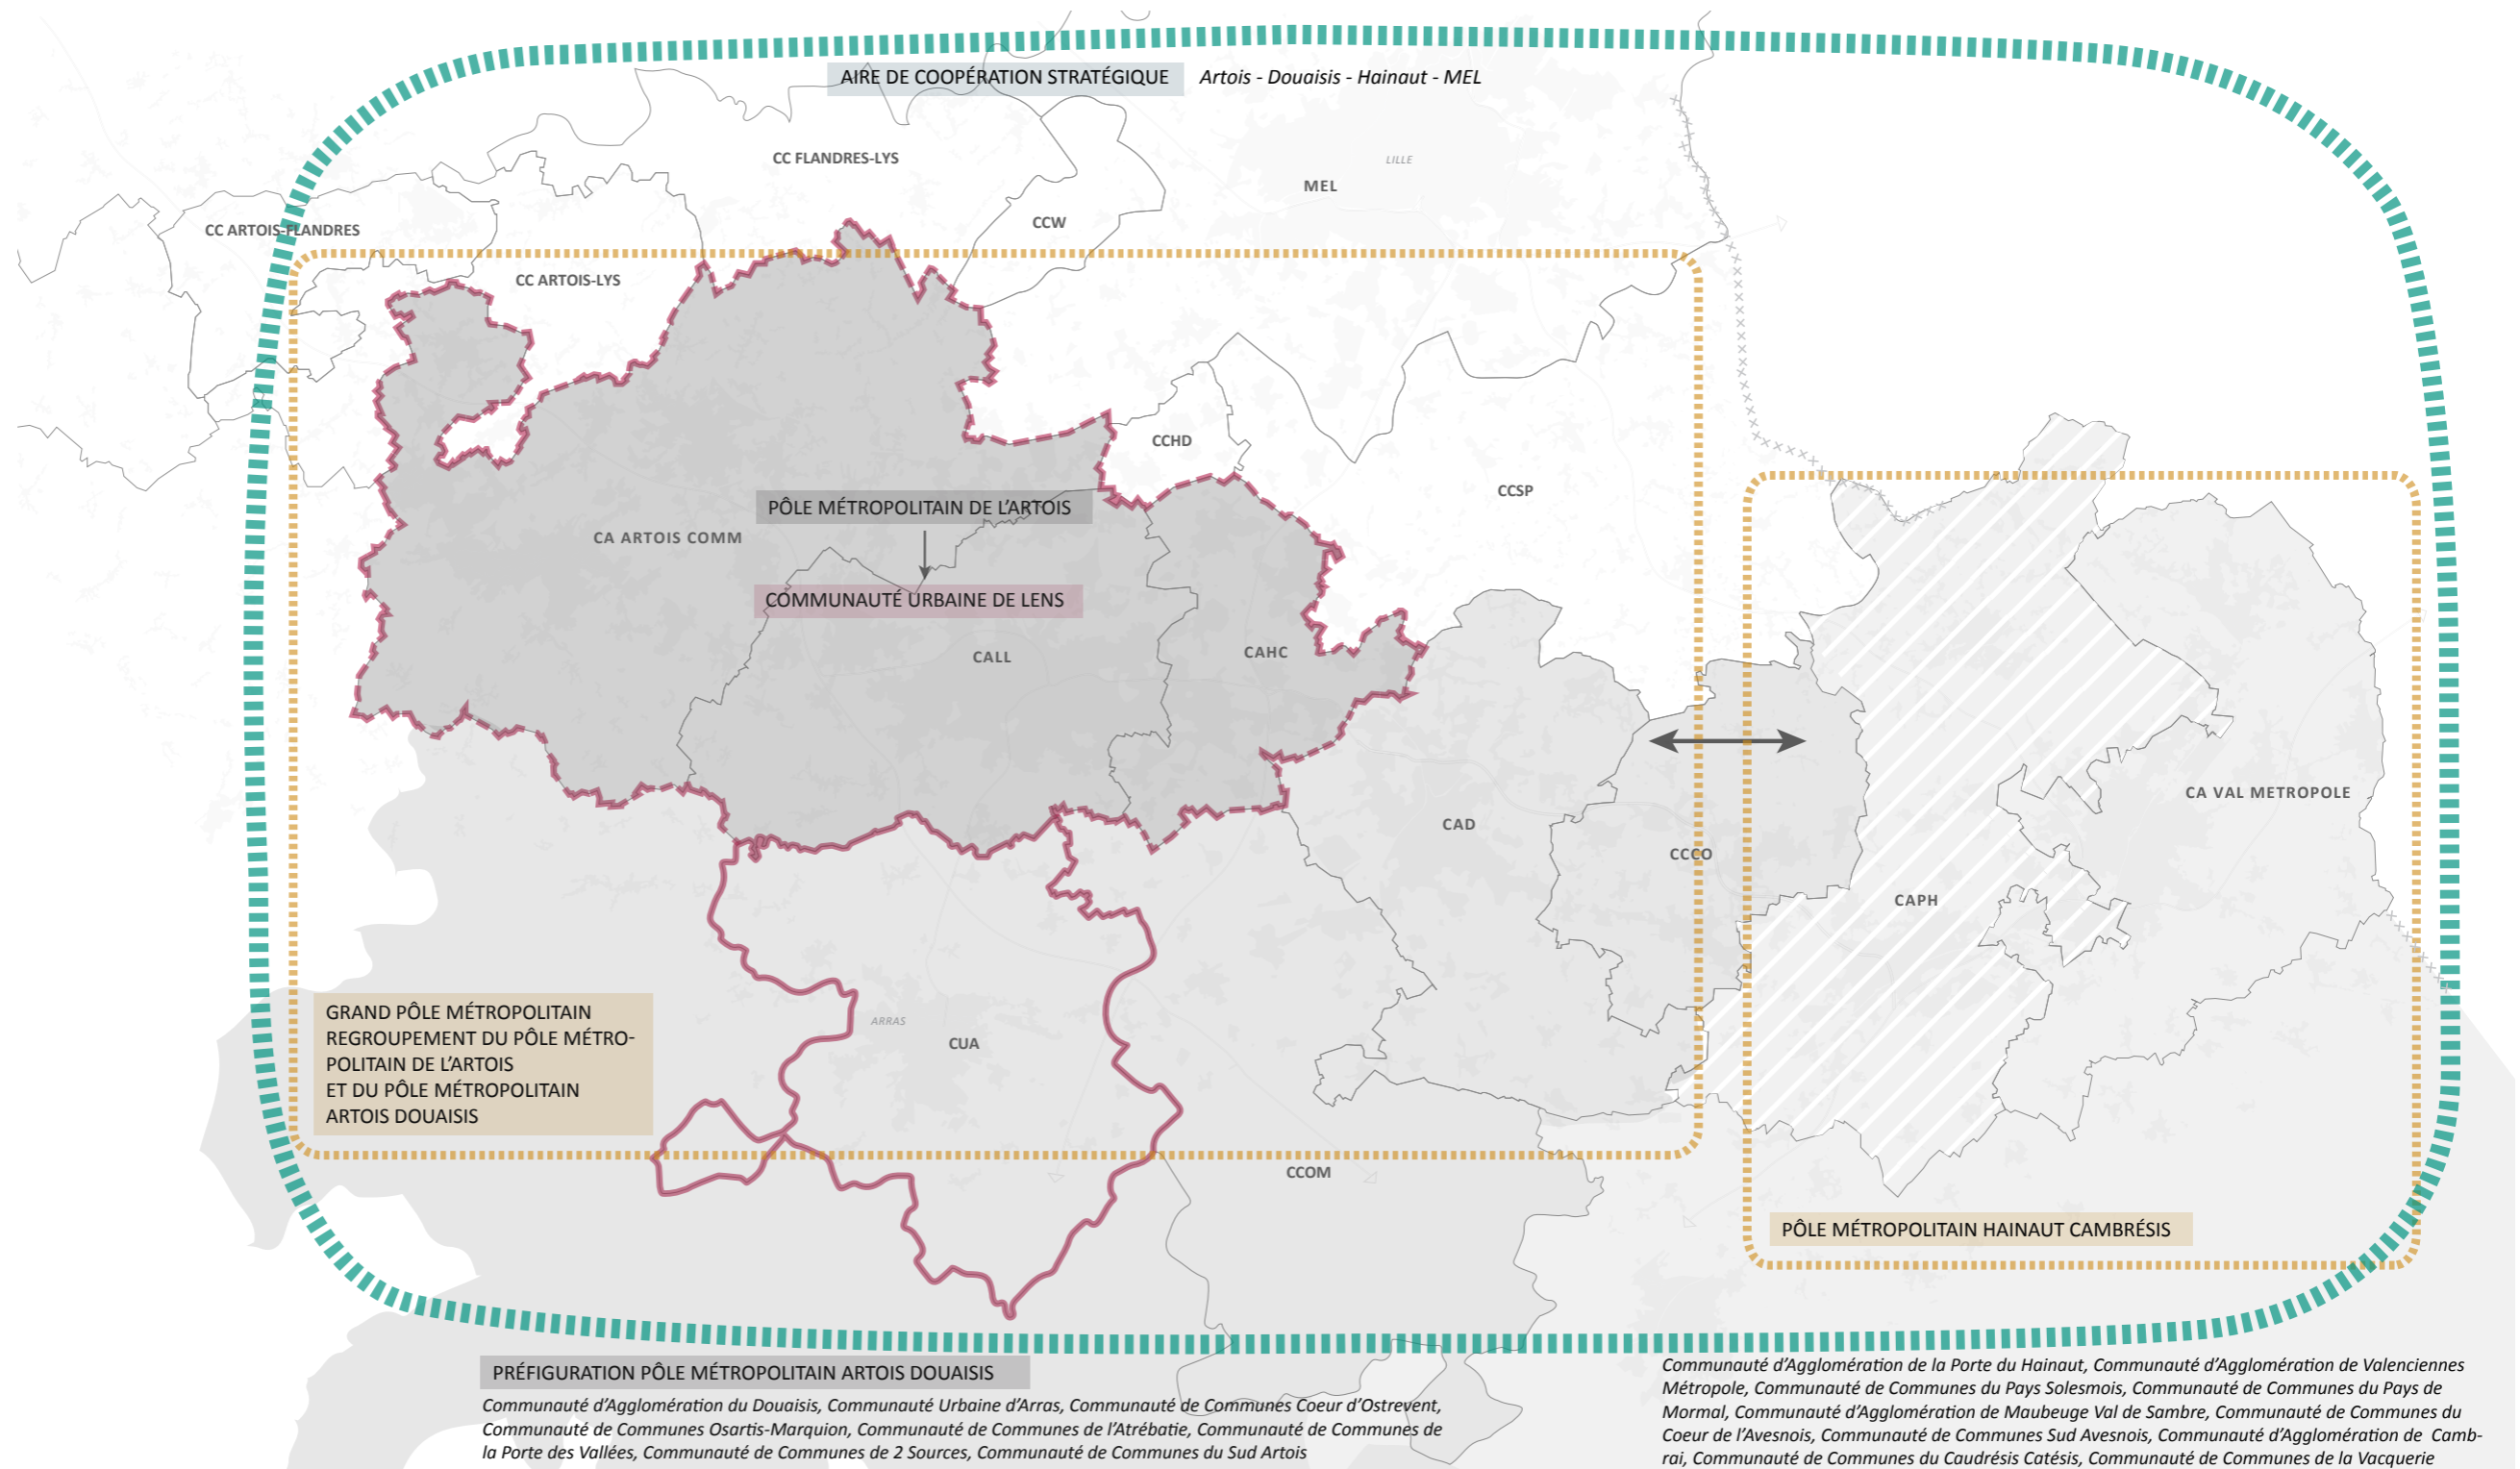 AIRE DE COOPÉRATION STRATÉGIQUE Artois - Douaisis - Hainaut - MEL
CC FLANDRES-LYS
LILLE
MEL
CCW
CC ARTOIS-FLANDRES
CC ARTOIS-LYS
CCHD
CCSP
PÔLE MÉTROPOLITAIN DE L’ARTOIS
CA ARTOIS COMM
COMMUNAUTÉ URBAINE DE LENS
CALL
CAHC
CA VAL METROPOLE
CAD
CCCO
CAPH
ARRAS
CUA
GRAND PÔLE MÉTROPOLITAIN
REGROUPEMENT DU PÔLE MÉTRO-
POLITAIN DE L’ARTOIS
ET DU PÔLE MÉTROPOLITAIN
ARTOIS DOUAISIS
CCOM
PÔLE MÉTROPOLITAIN HAINAUT CAMBRÉSIS
PRÉFIGURATION PÔLE MÉTROPOLITAIN ARTOIS DOUAISIS
Communauté d’Agglomération du Douaisis, Communauté Urbaine d’Arras, Communauté de Communes Coeur d’Ostrevent,
Communauté de Communes Osartis-Marquion, Communauté de Communes de l’Atrébatie, Communauté de Communes de
la Porte des Vallées, Communauté de Communes de 2 Sources, Communauté de Communes du Sud Artois
Communauté d’Agglomération de la Porte du Hainaut, Communauté d’Agglomération de Valenciennes
Métropole, Communauté de Communes du Pays Solesmois, Communauté de Communes du Pays de
Mormal, Communauté d’Agglomération de Maubeuge Val de Sambre, Communauté de Communes du
Coeur de l’Avesnois, Communauté de Communes Sud Avesnois, Communauté d’Agglomération de Camb-
rai, Communauté de Communes du Caudrésis Catésis, Communauté de Communes de la Vacquerie